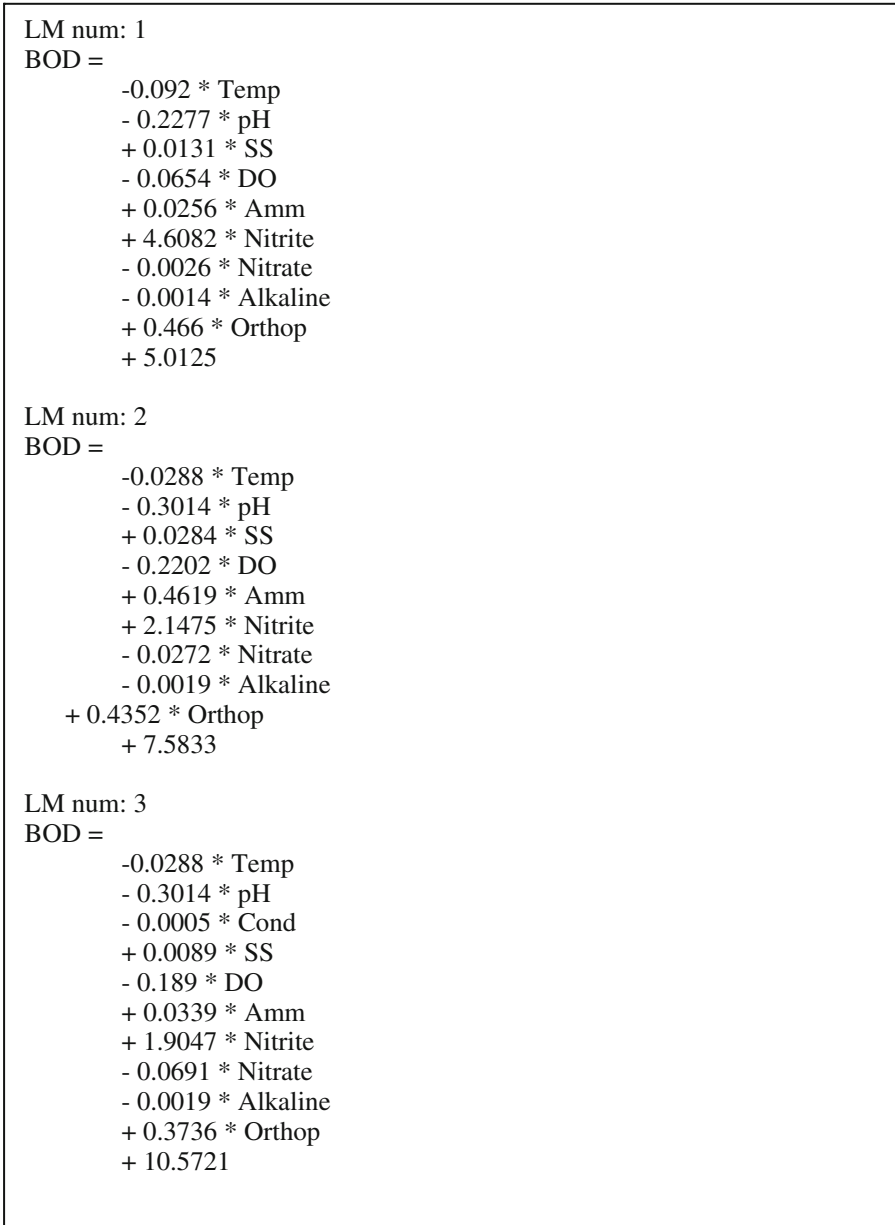 LM num: 1
BOD =
-0.092 * Temp
- 0.2277 * pH
+ 0.0131 * SS
- 0.0654 * DO
+ 0.0256 * Amm
+ 4.6082 * Nitrite
- 0.0026 * Nitrate
- 0.0014 * Alkaline
+ 0.466 * Orthop
+ 5.0125
LM num: 2
BOD =
-0.0288 * Temp
- 0.3014 * pH
+ 0.0284 * SS
- 0.2202 * DO
+ 0.4619 * Amm
+ 2.1475 * Nitrite
- 0.0272 * Nitrate
- 0.0019 * Alkaline
+ 0.4352 * Orthop
+ 7.5833
LM num: 3
BOD =
-0.0288 * Temp
- 0.3014 * pH
- 0.0005 * Cond
+ 0.0089 * SS
- 0.189 * DO
+ 0.0339 * Amm
+ 1.9047 * Nitrite
- 0.0691 * Nitrate
- 0.0019 * Alkaline
+ 0.3736 * Orthop
+ 10.5721